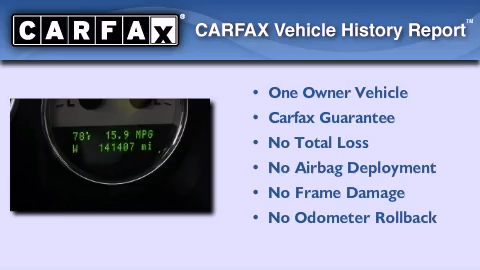 CARFAX® CARFAX Vehicle History Report™
• One Owner Vehicle
• Carfax Guarantee
• No Total Loss
• No Airbag Deployment
• No Frame Damage
• No Odometer Rollback
78° 15.9 MPG
W 141407 mi